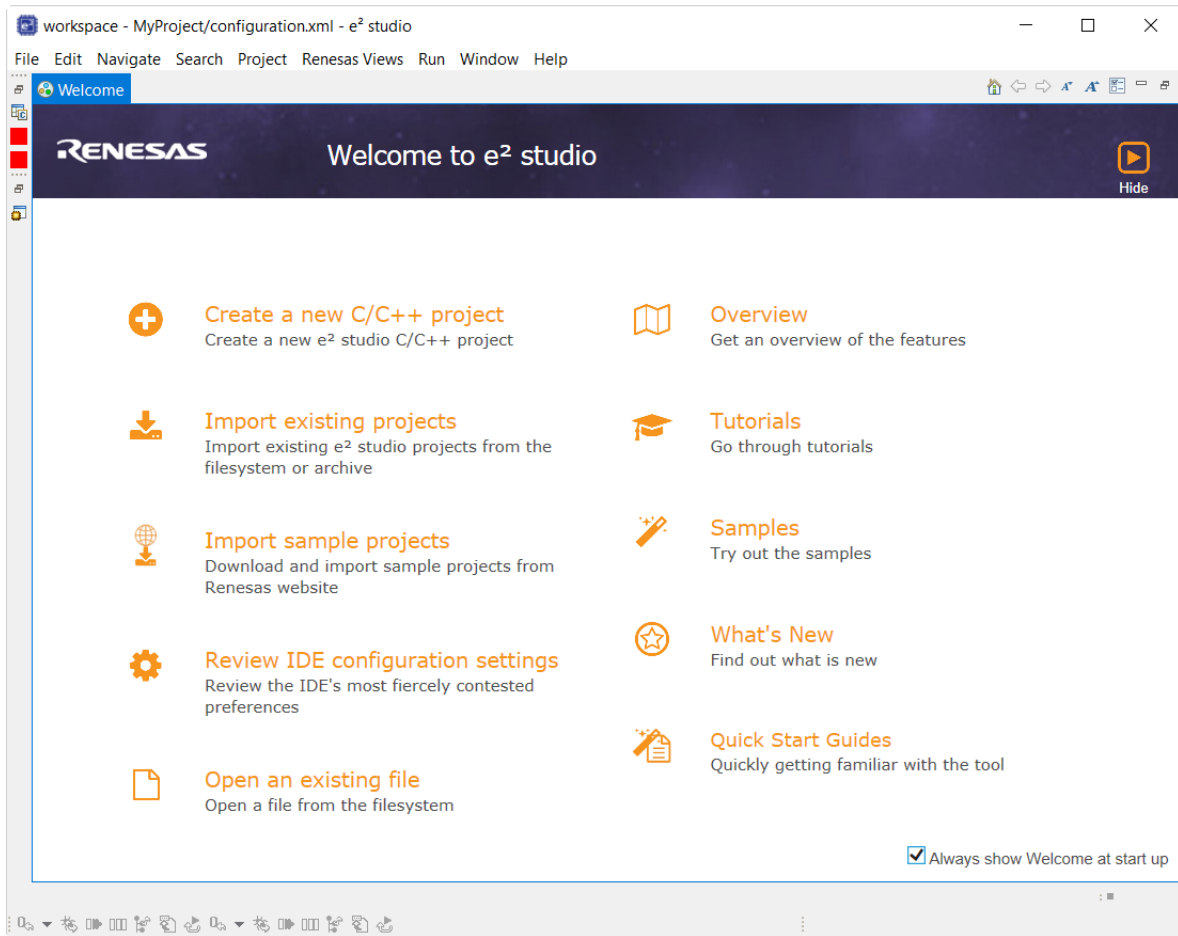 workspace - MyProject/configuration.xml - e² studio
File Edit Navigate Search Project Renesas Views Run Window Help
Welcome
RENESAS
Welcome to e² studio
Hide
Create a new C/C++ project
Create a new e² studio C/C++ project
Import existing projects
Import existing e² studio projects from the
filesystem or archive
Import sample projects
Download and import sample projects from
Renesas website
Review IDE configuration settings
Review the IDE's most fiercely contested
preferences
Open an existing file
Open a file from the filesystem
Overview
Get an overview of the features
Tutorials
Go through tutorials
Samples
Try out the samples
What's New
Find out what is new
Quick Start Guides
Quickly getting familiar with the tool
Always show Welcome at start up